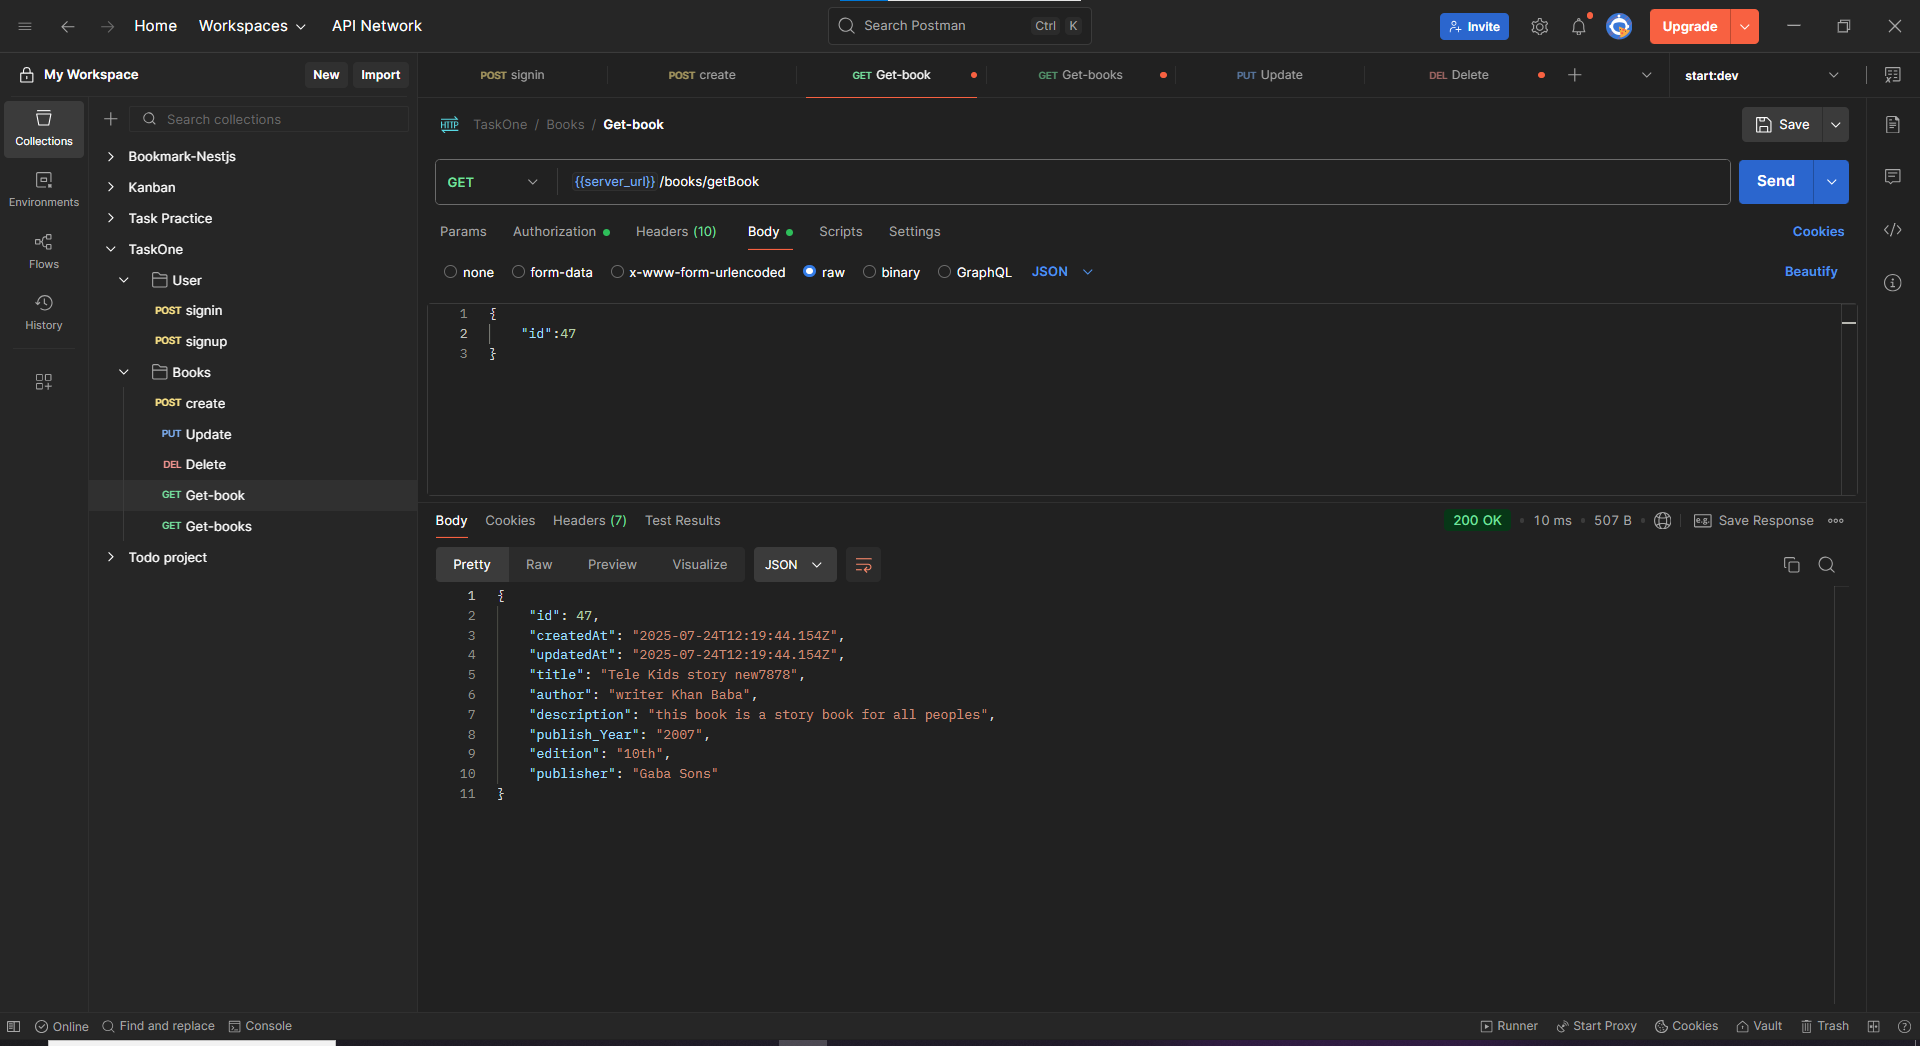 Home Workspaces API Network Search Postman Ctrl K Invite Upgrade
My Workspace New Import POST signin POST create GET Get-book GET Get-books PUT Update DEL Delete start:dev
Collections
Environments
Flows
History
Search collections
Bookmark-Nestjs
Kanban
Task Practice
TaskOne
User
POST signin
POST signup
Books
POST create
PUT Update
DEL Delete
GET Get-book
GET Get-books
Todo project
HTTP TaskOne / Books / Get-book Save
GET {{server_url}} /books/getBook Send
Params Authorization Headers (10) Body Scripts Settings Cookies
none form-data x-www-form-urlencoded raw binary GraphQL JSON Beautify
1 {
2 "id":47
3 }
Body Cookies Headers (7) Test Results 200 OK 10 ms 507 B e.g. Save Response
Pretty Raw Preview Visualize JSON
1 {
2 "id": 47,
3 "createdAt": "2025-07-24T12:19:44.154Z",
4 "updatedAt": "2025-07-24T12:19:44.154Z",
5 "title": "Tele Kids story new7878",
6 "author": "writer Khan Baba",
7 "description": "this book is a story book for all peoples",
8 "publish_Year": "2007",
9 "edition": "10th",
10 "publisher": "Gaba Sons"
11 }
Online Find and replace Console Runner Start Proxy Cookies Vault Trash